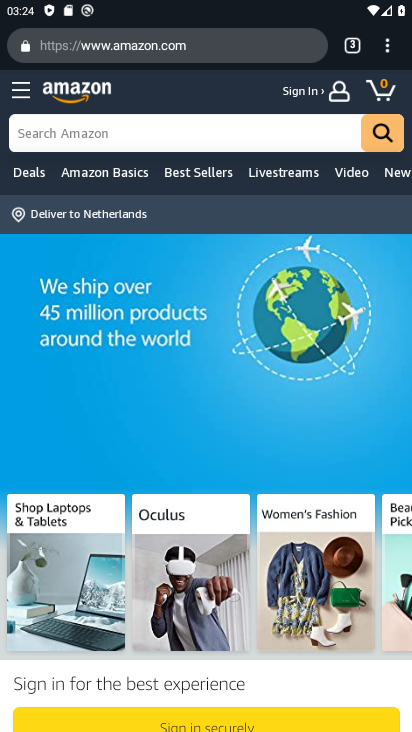 03:24
https://www.amazon.com
3
amazon
Sign In ›
0
Search Amazon
Deals
Amazon Basics
Best Sellers
Livestreams
Video
New
Deliver to Netherlands
We ship over
45 million products
around the world
Shop Laptops
& Tablets
Oculus
Women's Fashion
Beau
Pick
Sign in for the best experience
Sign in securely